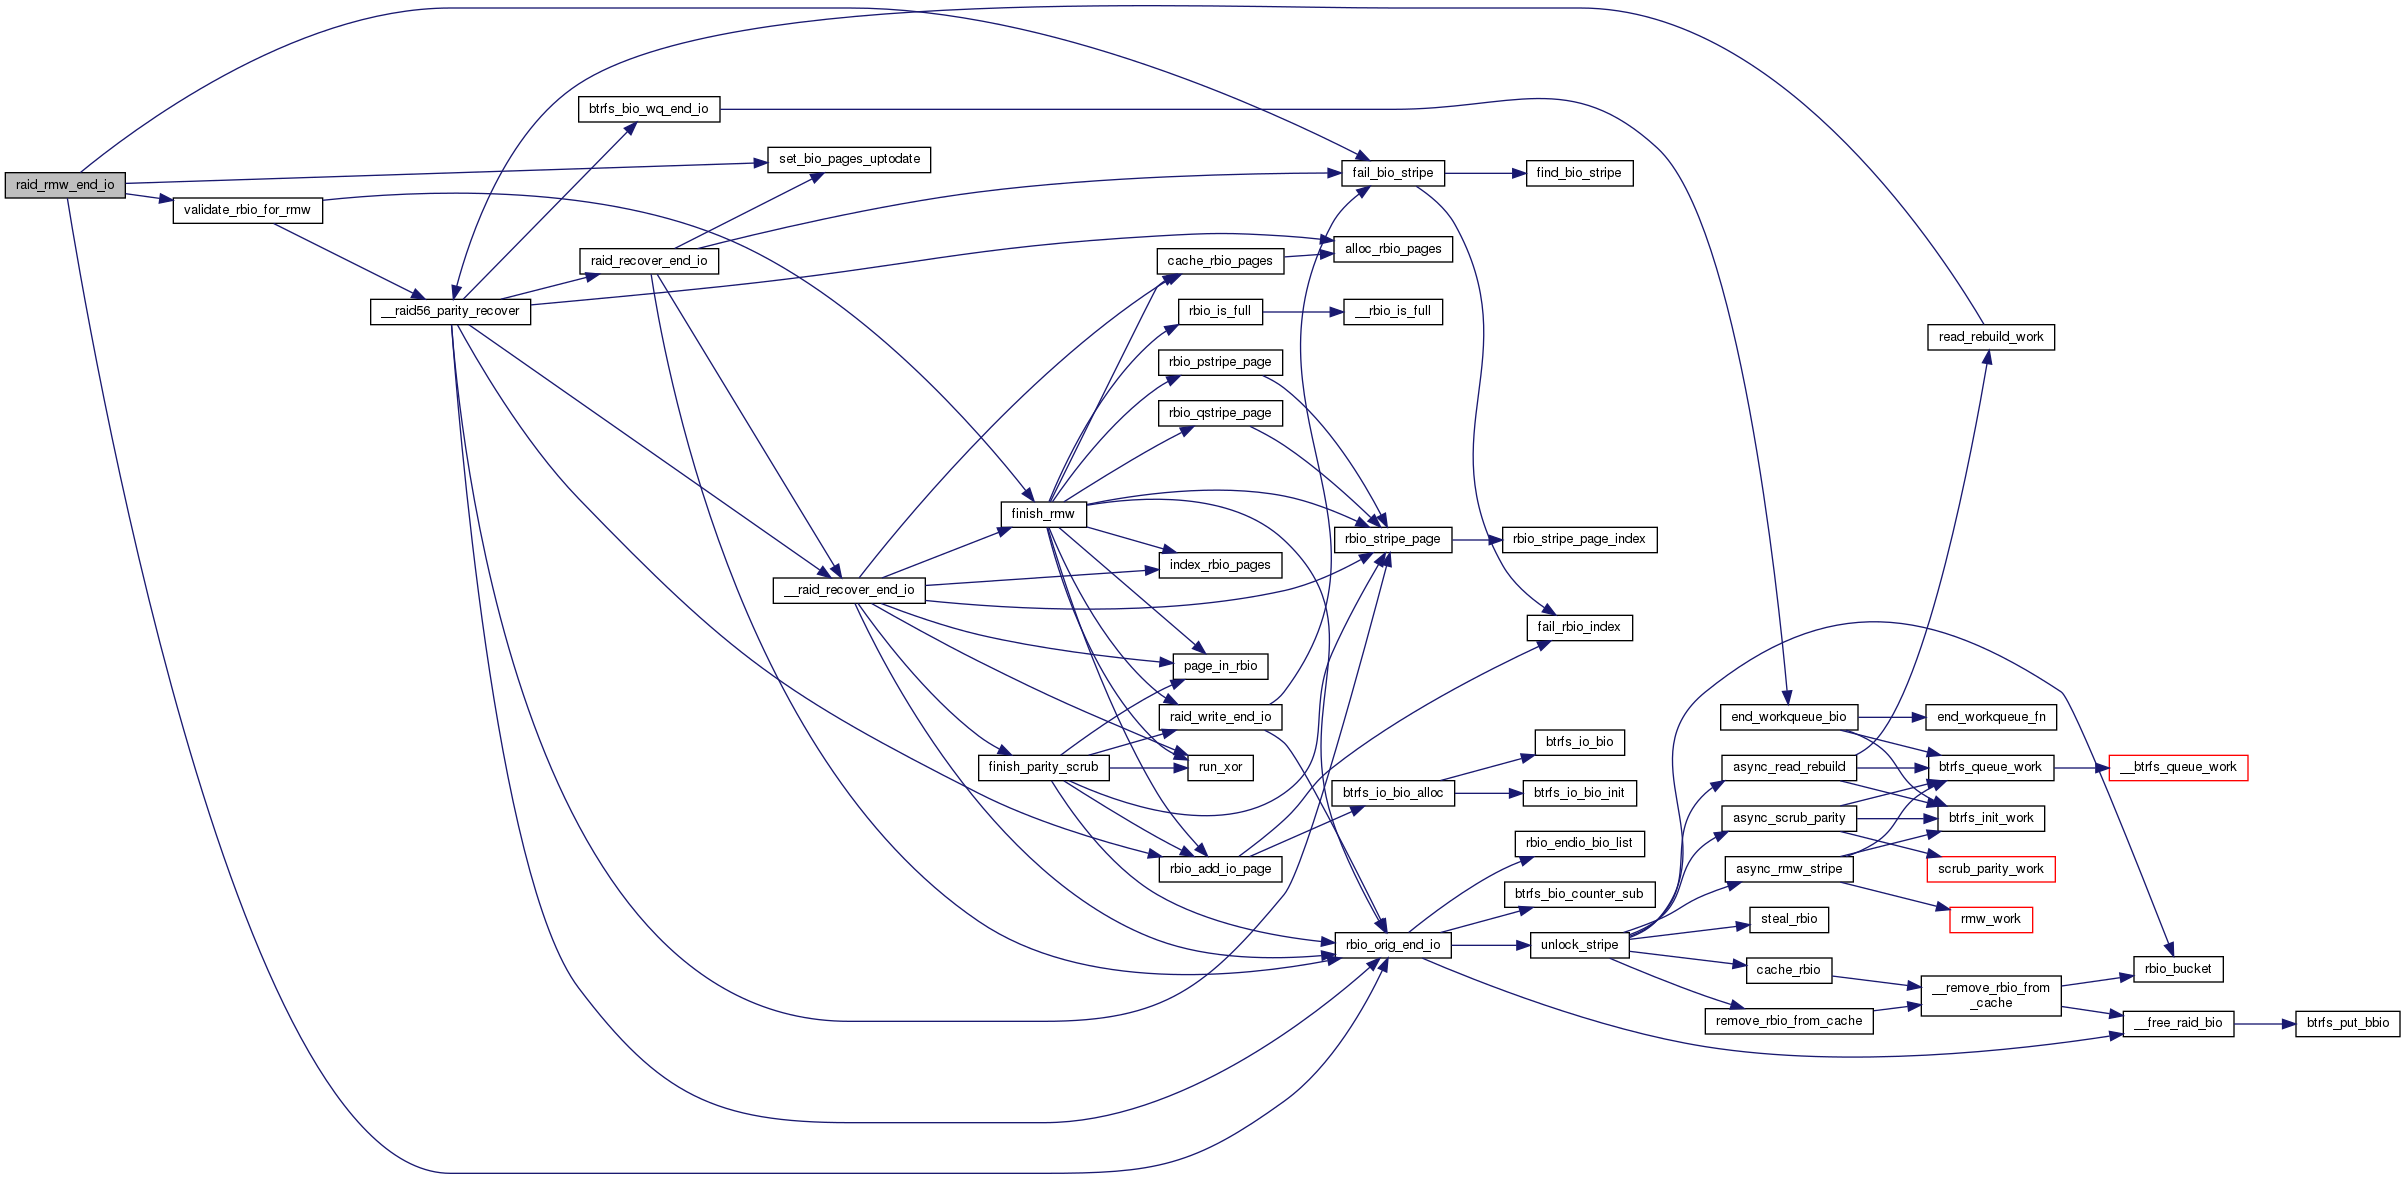 raid_rmw_end_io
validate_rbio_for_rmw
__raid56_parity_recover
btrfs_bio_wq_end_io
set_bio_pages_uptodate
raid_recover_end_io
__raid_recover_end_io
finish_rmw
finish_parity_scrub
cache_rbio_pages
rbio_is_full
rbio_pstripe_page
rbio_qstripe_page
index_rbio_pages
page_in_rbio
raid_write_end_io
run_xor
rbio_add_io_page
fail_bio_stripe
alloc_rbio_pages
__rbio_is_full
rbio_stripe_page
btrfs_io_bio_alloc
rbio_orig_end_io
find_bio_stripe
rbio_stripe_page_index
fail_rbio_index
btrfs_io_bio
btrfs_io_bio_init
rbio_endio_bio_list
btrfs_bio_counter_sub
unlock_stripe
end_workqueue_bio
async_read_rebuild
async_scrub_parity
async_rmw_stripe
steal_rbio
cache_rbio
remove_rbio_from_cache
read_rebuild_work
end_workqueue_fn
btrfs_queue_work
btrfs_init_work
scrub_parity_work
rmw_work
__remove_rbio_from
_cache
__btrfs_queue_work
rbio_bucket
__free_raid_bio
btrfs_put_bbio